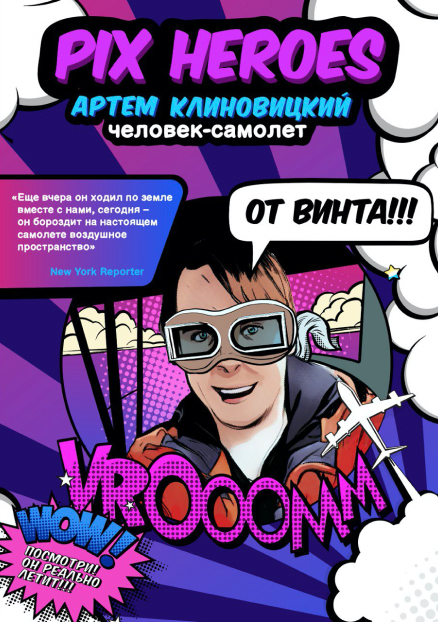 PIX HEROES
АРТЕМ КЛИНОВИЦКИЙ
человек-самолет
«Еще вчера он ходил по земле
вместе с нами, сегодня –
он бороздит на настоящем
самолете воздушное
пространство»
New York Reporter
ОТ ВИНТА!!!
VROOOMM
WOW!
ПОСМОТРИ!
ОН РЕАЛЬНО
ЛЕТИТ!!!